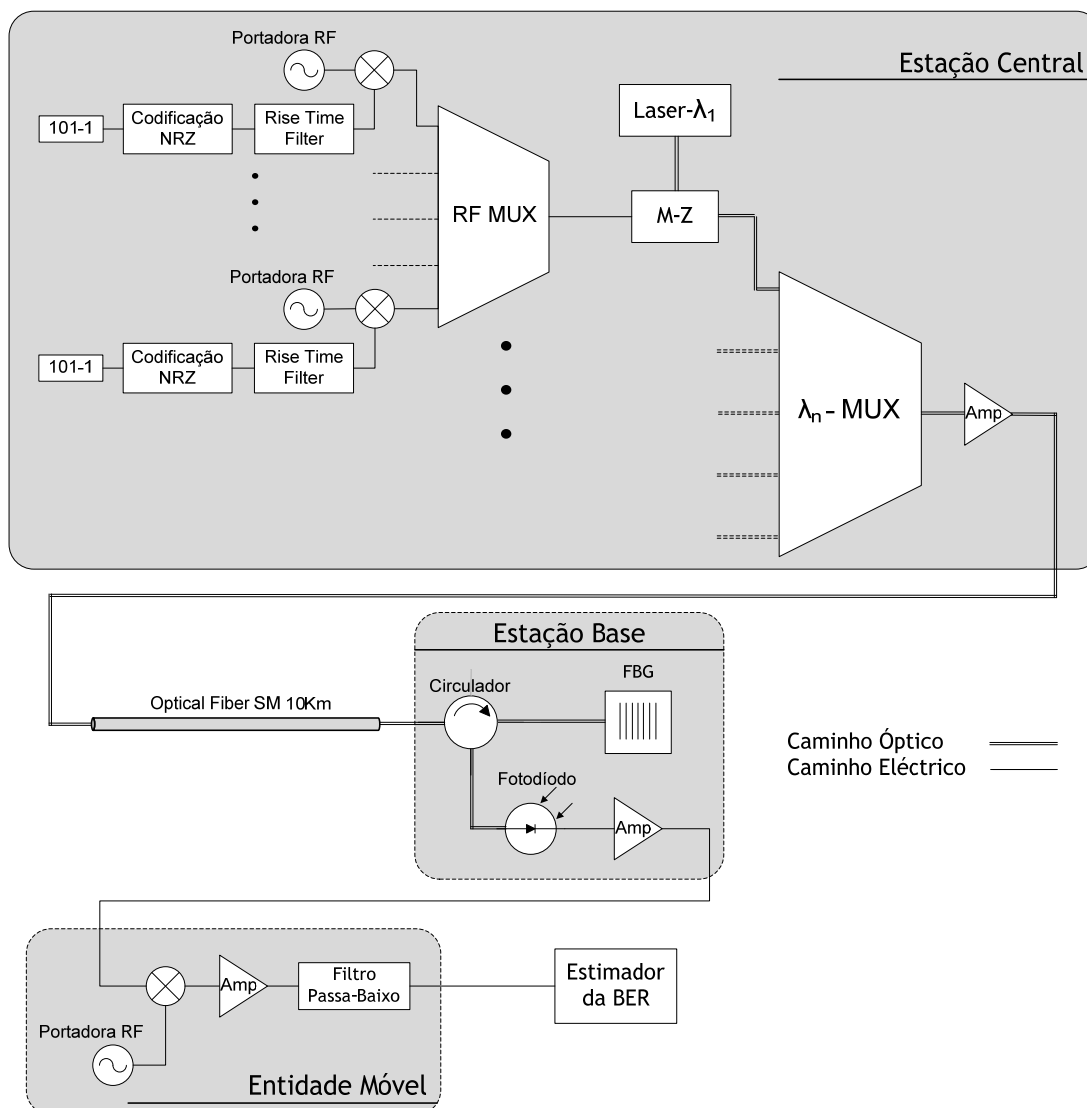 Portadora RF
Estação Central
101-1
Codificação
NRZ
Rise Time
Filter
Laser-λ1
RF MUX
M-Z
Portadora RF
101-1
Codificação
NRZ
Rise Time
Filter
λn - MUX
Amp
Estação Base
Optical Fiber SM 10Km
Circulador
FBG
Fotodíodo
Amp
Caminho Óptico
Caminho Eléctrico
Amp
Filtro
Passa-Baixo
Estimador
da BER
Portadora RF
Entidade Móvel